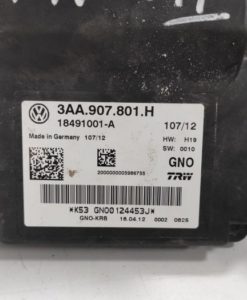 3AA.907.801.H
18491001-A
107/12
Made in Germany 107/12
HW: H19
SW: 0010
GNO
TRW
*K53 GNO0124453J*
GNO-KRB 16.04.12 0002 0625